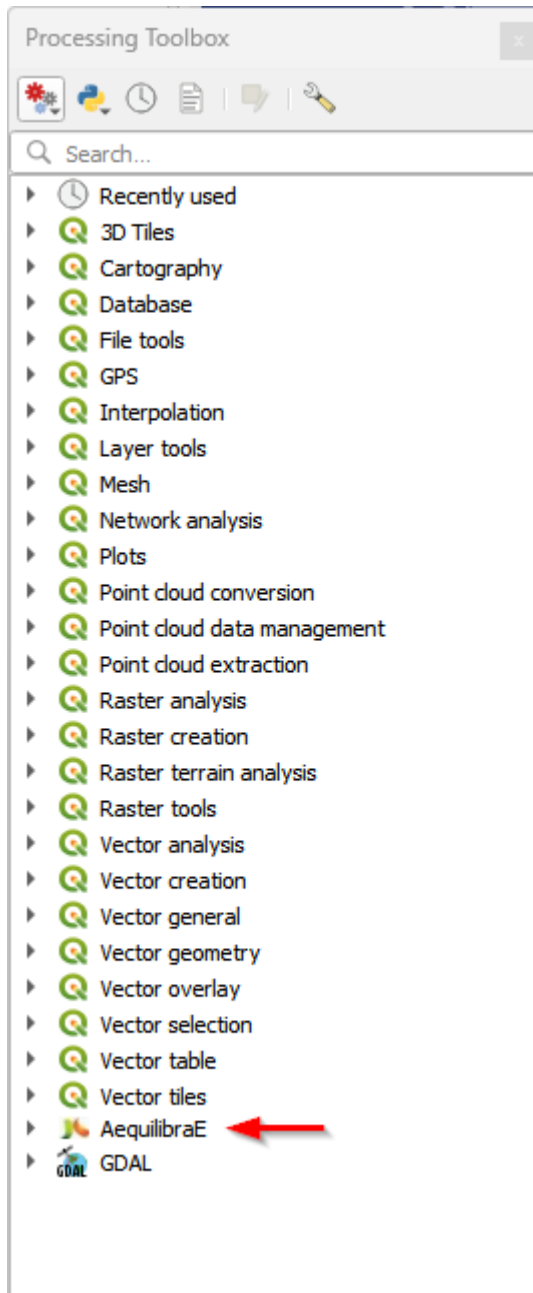 Processing Toolbox
x
Search...
Recently used
3D Tiles
Cartography
Database
File tools
GPS
Interpolation
Layer tools
Mesh
Network analysis
Plots
Point cloud conversion
Point cloud data management
Point cloud extraction
Raster analysis
Raster creation
Raster terrain analysis
Raster tools
Vector analysis
Vector creation
Vector general
Vector geometry
Vector overlay
Vector selection
Vector table
Vector tiles
AequilibraE
GDAL GDAL